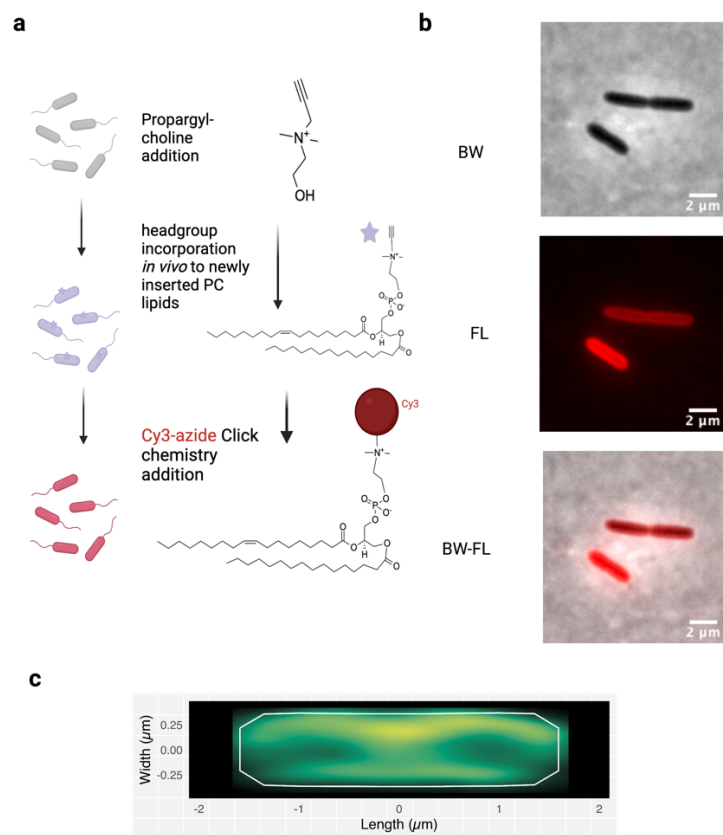 a
Propargyl-
choline
addition
N⁺
OH
headgroup
incorporation
in vivo to newly
inserted PC
lipids
N⁺
O
O
P
O⁻
O
O
O
H
O
O
Cy3-azide Click
chemistry
addition
Cy3
N⁺
O
O
P
O⁻
O
O
O
H
O
O
b
BW
2 µm
FL
2 µm
BW-FL
2 µm
c
Width (µm)
0.25
0.00
-0.25
-2
-1
0
1
2
Length (µm)